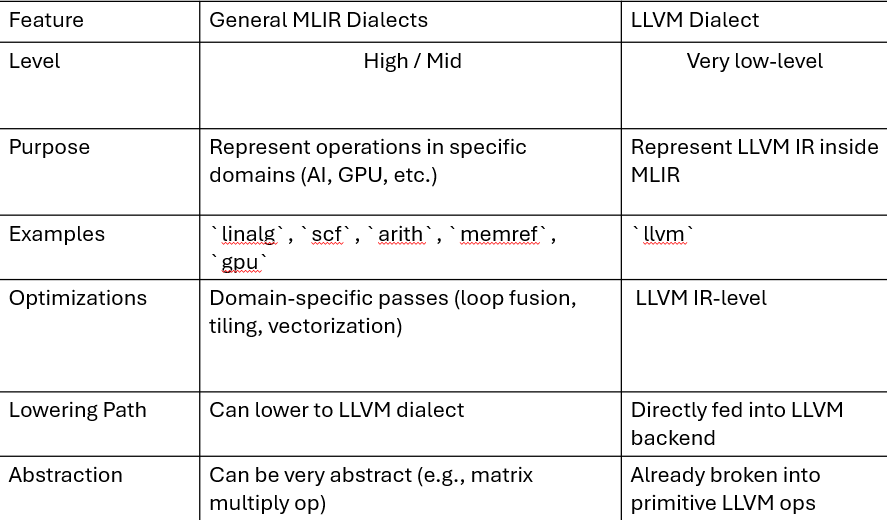 Feature General MLIR Dialects LLVM Dialect
Level High / Mid Very low-level
Purpose Represent operations in specific Represent LLVM IR inside
domains (AI, GPU, etc.) MLIR
Examples `linalg`, `scf`, `arith`, `memref`, `llvm`
`gpu`
Optimizations Domain-specific passes (loop fusion, LLVM IR-level
tiling, vectorization)
Lowering Path Can lower to LLVM dialect Directly fed into LLVM
backend
Abstraction Can be very abstract (e.g., matrix Already broken into
multiply op) primitive LLVM ops